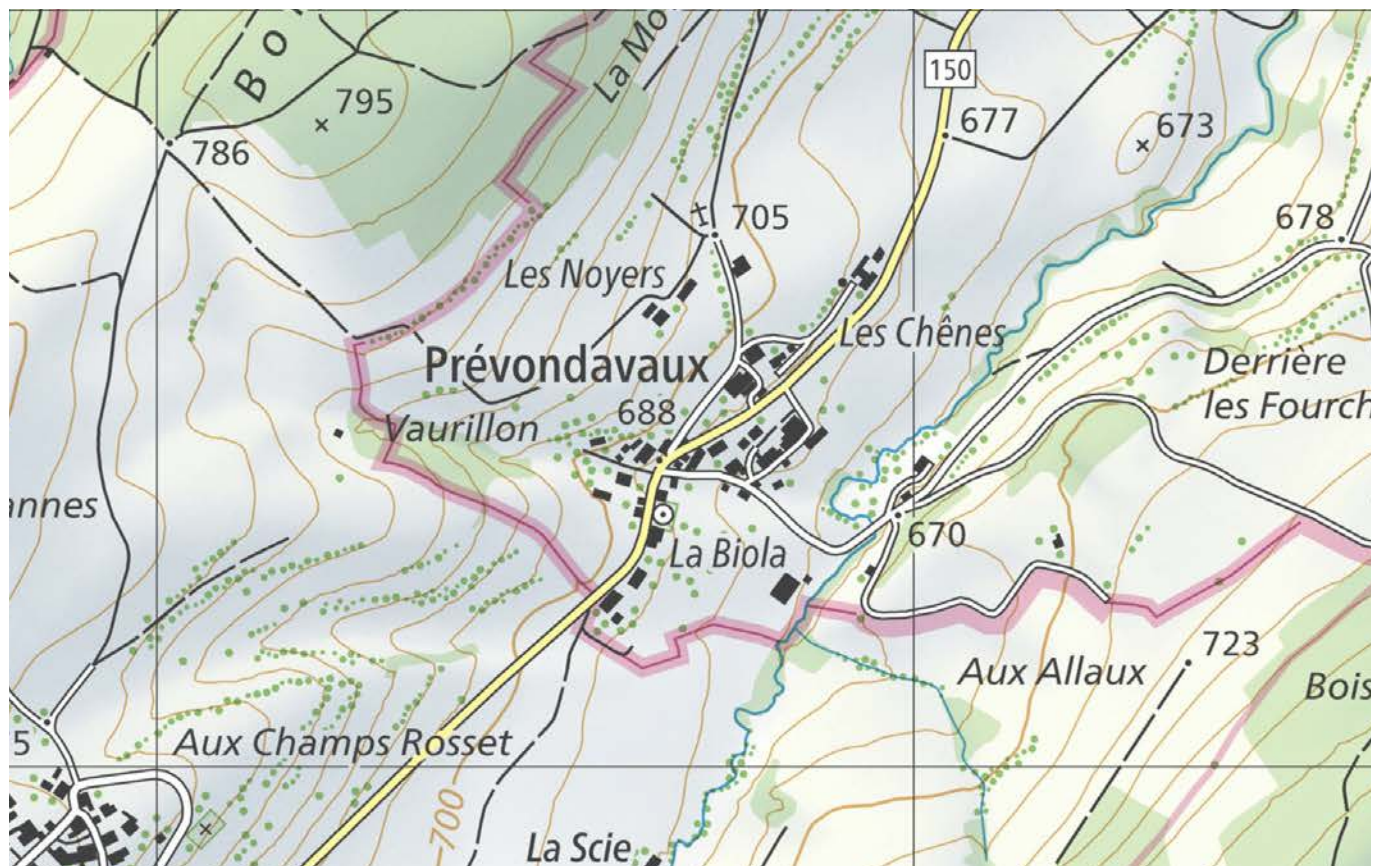 Bo
795
786
La Mo
150
677
673
705
678
Les Noyers
Les Chênes
Prévondavaux
Derrière
les Fourch
688
Vaurillon
annes
670
La Biola
723
Aux Allaux
Bois
5
Aux Champs Rosset
700
La Scie